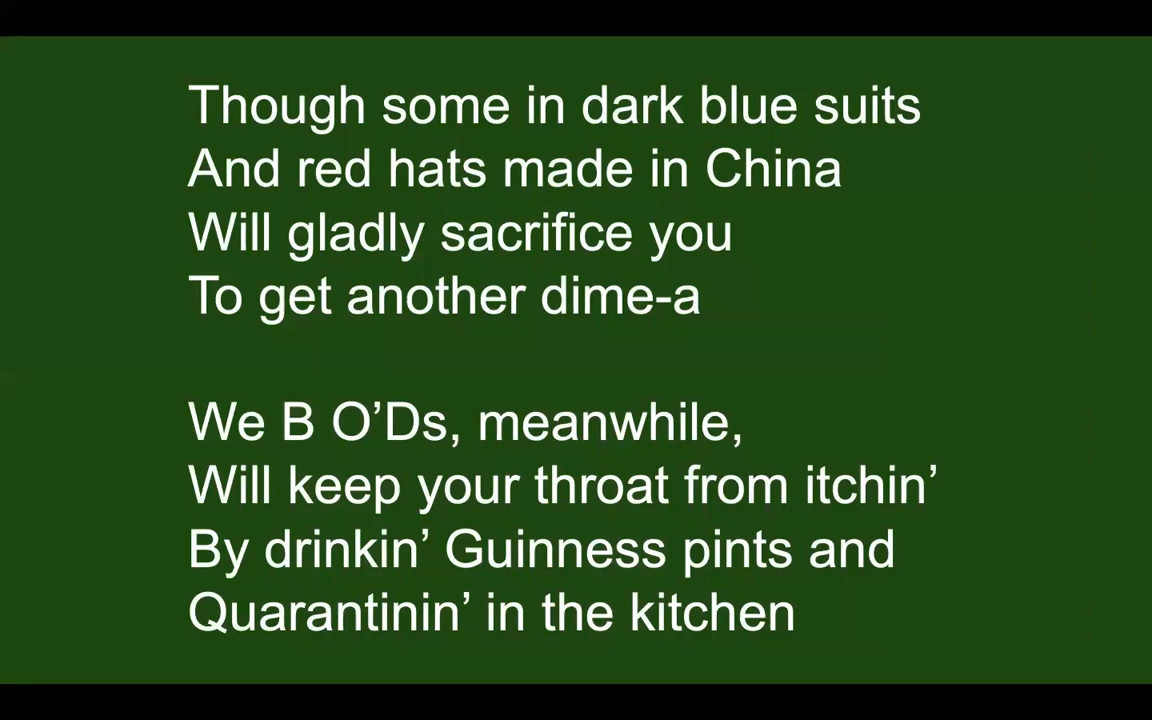 Though some in dark blue suits
And red hats made in China
Will gladly sacrifice you
To get another dime-a
We B O’Ds, meanwhile,
Will keep your throat from itchin’
By drinkin’ Guinness pints and
Quarantinin’ in the kitchen